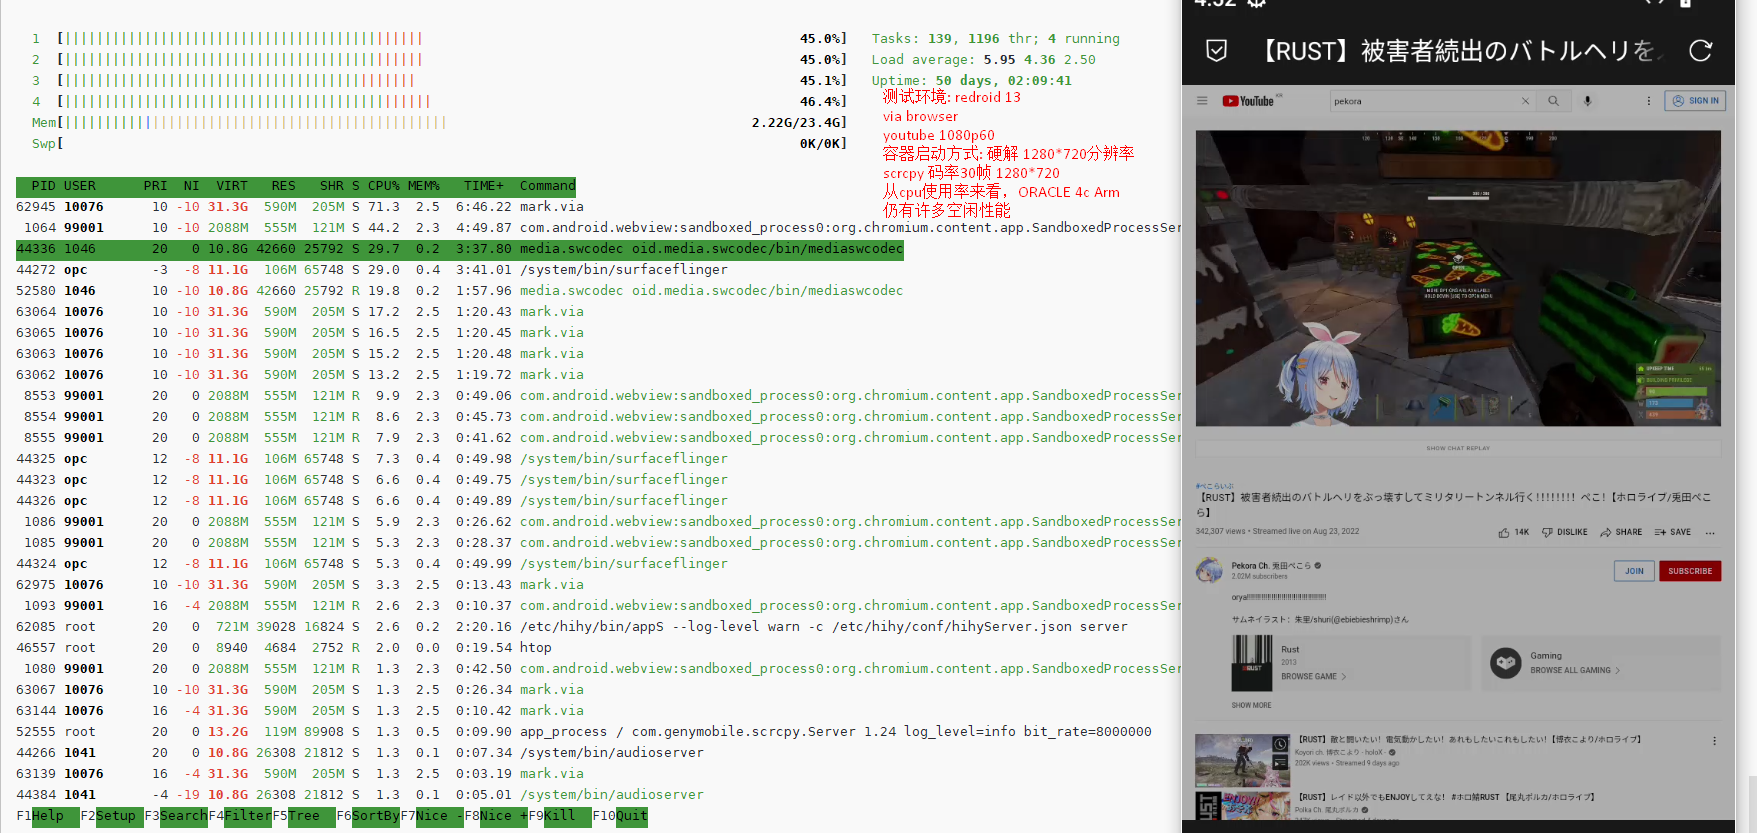 1 [|||||||||||||||||||||||||||||||||||||||||||||| 45.0%]
2 [|||||||||||||||||||||||||||||||||||||||||||||| 45.0%]
3 [||||||||||||||||||||||||||||||||||||||||||||| 45.1%]
4 [||||||||||||||||||||||||||||||||||||||||||||||| 46.4%]
Mem[||||||||||||||||||||||||||||||||||||||||||||||||| 2.22G/23.4G]
Swp[ 0K/0K]
Tasks: 139, 1196 thr; 4 running
Load average: 5.95 4.36 2.50
Uptime: 50 days, 02:09:41
测试环境: redroid 13
via browser
youtube 1080p60
容器启动方式: 硬解 1280*720分辨率
scrcpy 码率30帧 1280*720
从cpu使用率来看，ORACLE 4c Arm
仍有许多空闲性能
PID USER PRI NI VIRT RES SHR S CPU% MEM% TIME+ Command
62945 10076 10 -10 31.3G 590M 205M S 71.3 2.5 6:46.22 mark.via
1064 99001 10 -10 2088M 555M 121M S 44.2 2.3 4:49.87 com.android.webview:sandboxed_process0:org.chromium.content.app.SandboxedProcessSer
44336 1046 20 0 10.8G 42660 25792 S 29.7 0.2 3:37.80 media.swcodec oid.media.swcodec/bin/mediaswcodec
44272 opc -3 -8 11.1G 106M 65748 S 29.0 0.4 3:41.01 /system/bin/surfaceflinger
52580 1046 10 -10 10.8G 42660 25792 R 19.8 0.2 1:57.96 media.swcodec oid.media.swcodec/bin/mediaswcodec
63064 10076 10 -10 31.3G 590M 205M S 17.2 2.5 1:20.43 mark.via
63065 10076 10 -10 31.3G 590M 205M S 16.5 2.5 1:20.45 mark.via
63063 10076 10 -10 31.3G 590M 205M S 15.2 2.5 1:20.48 mark.via
63062 10076 10 -10 31.3G 590M 205M S 13.2 2.5 1:19.72 mark.via
8553 99001 20 0 2088M 555M 121M R 9.9 2.3 0:49.06 com.android.webview:sandboxed_process0:org.chromium.content.app.SandboxedProcessSer
8554 99001 20 0 2088M 555M 121M R 8.6 2.3 0:45.73 com.android.webview:sandboxed_process0:org.chromium.content.app.SandboxedProcessSer
8555 99001 20 0 2088M 555M 121M R 7.9 2.3 0:41.62 com.android.webview:sandboxed_process0:org.chromium.content.app.SandboxedProcessSer
44325 opc 12 -8 11.1G 106M 65748 S 7.3 0.4 0:49.98 /system/bin/surfaceflinger
44323 opc 12 -8 11.1G 106M 65748 S 6.6 0.4 0:49.75 /system/bin/surfaceflinger
44326 opc 12 -8 11.1G 106M 65748 S 6.6 0.4 0:49.89 /system/bin/surfaceflinger
1086 99001 20 0 2088M 555M 121M S 5.9 2.3 0:26.62 com.android.webview:sandboxed_process0:org.chromium.content.app.SandboxedProcessSer
1085 99001 20 0 2088M 555M 121M S 5.3 2.3 0:28.37 com.android.webview:sandboxed_process0:org.chromium.content.app.SandboxedProcessSer
44324 opc 12 -8 11.1G 106M 65748 S 5.3 0.4 0:49.99 /system/bin/surfaceflinger
62975 10076 10 -10 31.3G 590M 205M S 3.3 2.5 0:13.43 mark.via
1093 99001 16 -4 2088M 555M 121M R 2.6 2.3 0:10.37 com.android.webview:sandboxed_process0:org.chromium.content.app.SandboxedProcessSer
62085 root 20 0 721M 39028 16824 S 2.6 0.2 2:20.16 /etc/hihy/bin/appS --log-level warn -c /etc/hihy/conf/hihyServer.json server
46557 root 20 0 8940 4684 2752 R 2.0 0.0 0:19.54 htop
1080 99001 20 0 2088M 555M 121M R 1.3 2.3 0:42.50 com.android.webview:sandboxed_process0:org.chromium.content.app.SandboxedProcessSer
63067 10076 10 -10 31.3G 590M 205M S 1.3 2.5 0:26.34 mark.via
63144 10076 16 -4 31.3G 590M 205M S 1.3 2.5 0:10.42 mark.via
52555 root 20 0 13.2G 119M 89908 S 1.3 0.5 0:09.90 app_process / com.genymobile.scrcpy.Server 1.24 log_level=info bit_rate=8000000
44266 1041 20 0 10.8G 26308 21812 S 1.3 0.1 0:07.34 /system/bin/audioserver
63139 10076 16 -4 31.3G 590M 205M S 1.3 2.5 0:03.19 mark.via
44384 1041 -4 -19 10.8G 26308 21812 S 1.3 0.1 0:05.01 /system/bin/audioserver
F1Help F2Setup F3SearchF4FilterF5Tree F6SortByF7Nice -F8Nice +F9Kill F10Quit
4:52
【RUST】被害者続出のバトルヘリを
YouTube
pekora
SIGN IN
SHOW CHAT REPLAY
#ぺこらいぶ
【RUST】被害者続出のバトルヘリをぶっ壊すしてミリタリートンネル行く!!!!!!!! ぺこ!【ホロライブ/兎田ぺこ
ら】
342,307 views • Streamed live on Aug 23, 2022
14K DISLIKE SHARE SAVE
Pekora Ch. 兎田ぺこら
2.02M subscribers
JOIN SUBSCRIBE
サムネイラスト: 朱里/shuri(@ebiebieshrimp)さん
Rust
2013
BROWSE GAME
Gaming
BROWSE ALL GAMING
SHOW MORE
【RUST】敵と闘いたい! 電気動かしたい! あれもしたいこれもしたい!【博衣こより/ホロライブ】
Koyori ch. 博衣こより - holoX -
202K views • Streamed 9 days ago
【RUST】レイド以外でもENJOYしてえな! #ホロ鯖RUST【尾丸ポルカ/ホロライブ】
Polka Ch. 尾丸ポルカ